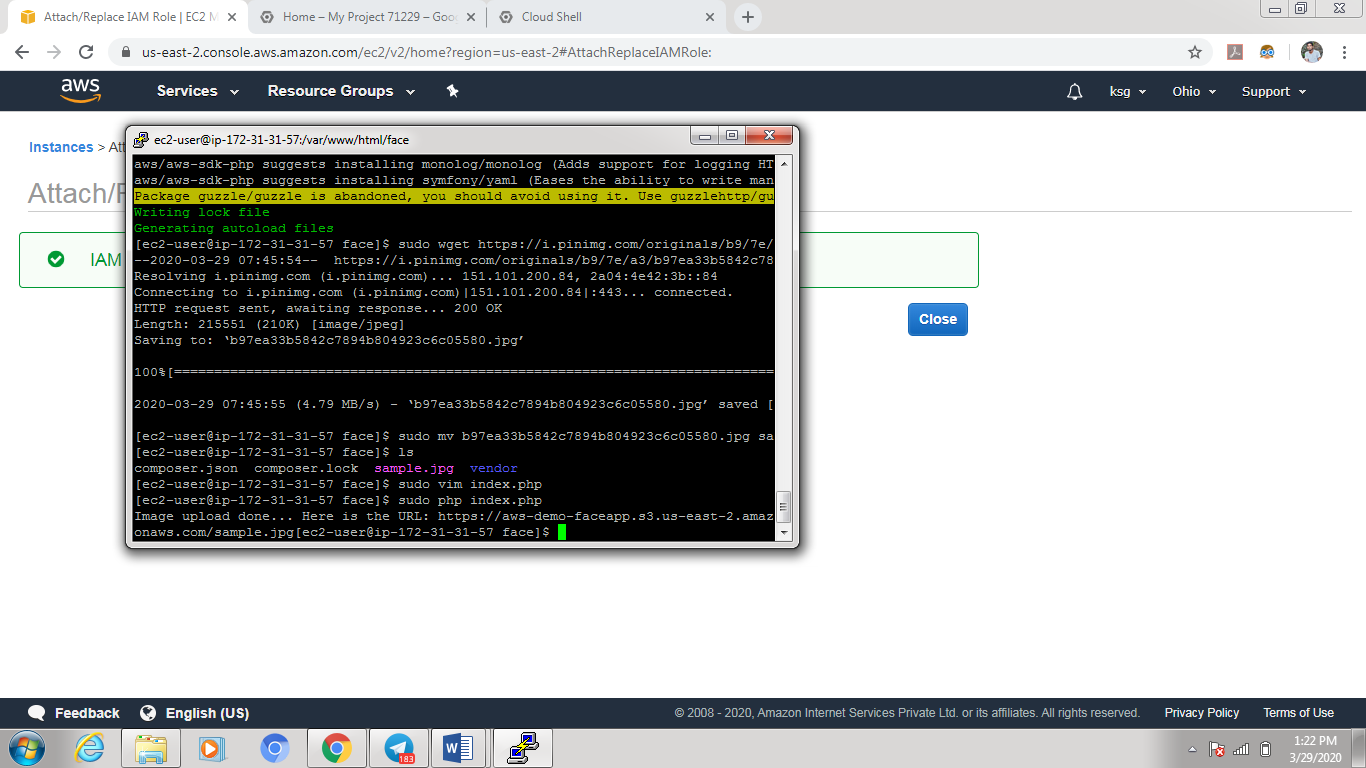 Attach/Replace IAM Role | EC2 M
Home – My Project 71229 – Goo
Cloud Shell
us-east-2.console.aws.amazon.com/ec2/v2/home?region=us-east-2#AttachReplaceIAMRole:
aws
Services
Resource Groups
ksg
Ohio
Support
Instances > Att
Attach/R
IAM
Close
ec2-user@ip-172-31-31-57:/var/www/html/face
aws/aws-sdk-php suggests installing monolog/monolog (Adds support for logging HT
aws/aws-sdk-php suggests installing symfony/yaml (Eases the ability to write man
Package guzzle/guzzle is abandoned, you should avoid using it. Use guzzlehttp/gu
Writing lock file
Generating autoload files
[ec2-user@ip-172-31-31-57 face]$ sudo wget https://i.pinimg.com/originals/b9/7e/
--2020-03-29 07:45:54--  https://i.pinimg.com/originals/b9/7e/a3/b97ea33b5842c78
Resolving i.pinimg.com (i.pinimg.com)... 151.101.200.84, 2a04:4e42:3b::84
Connecting to i.pinimg.com (i.pinimg.com)|151.101.200.84|:443... connected.
HTTP request sent, awaiting response... 200 OK
Length: 215551 (210K) [image/jpeg]
Saving to: ‘b97ea33b5842c7894b804923c6c05580.jpg’
100%[================================================================================
2020-03-29 07:45:55 (4.79 MB/s) - ‘b97ea33b5842c7894b804923c6c05580.jpg’ saved [
[ec2-user@ip-172-31-31-57 face]$ sudo mv b97ea33b5842c7894b804923c6c05580.jpg sa
[ec2-user@ip-172-31-31-57 face]$ ls
composer.json  composer.lock  sample.jpg  vendor
[ec2-user@ip-172-31-31-57 face]$ sudo vim index.php
[ec2-user@ip-172-31-31-57 face]$ sudo php index.php
Image upload done... Here is the URL: https://aws-demo-faceapp.s3.us-east-2.amaz
onaws.com/sample.jpg[ec2-user@ip-172-31-31-57 face]$
Feedback
English (US)
© 2008 - 2020, Amazon Internet Services Private Ltd. or its affiliates. All rights reserved.
Privacy Policy
Terms of Use
183
1:22 PM
3/29/2020